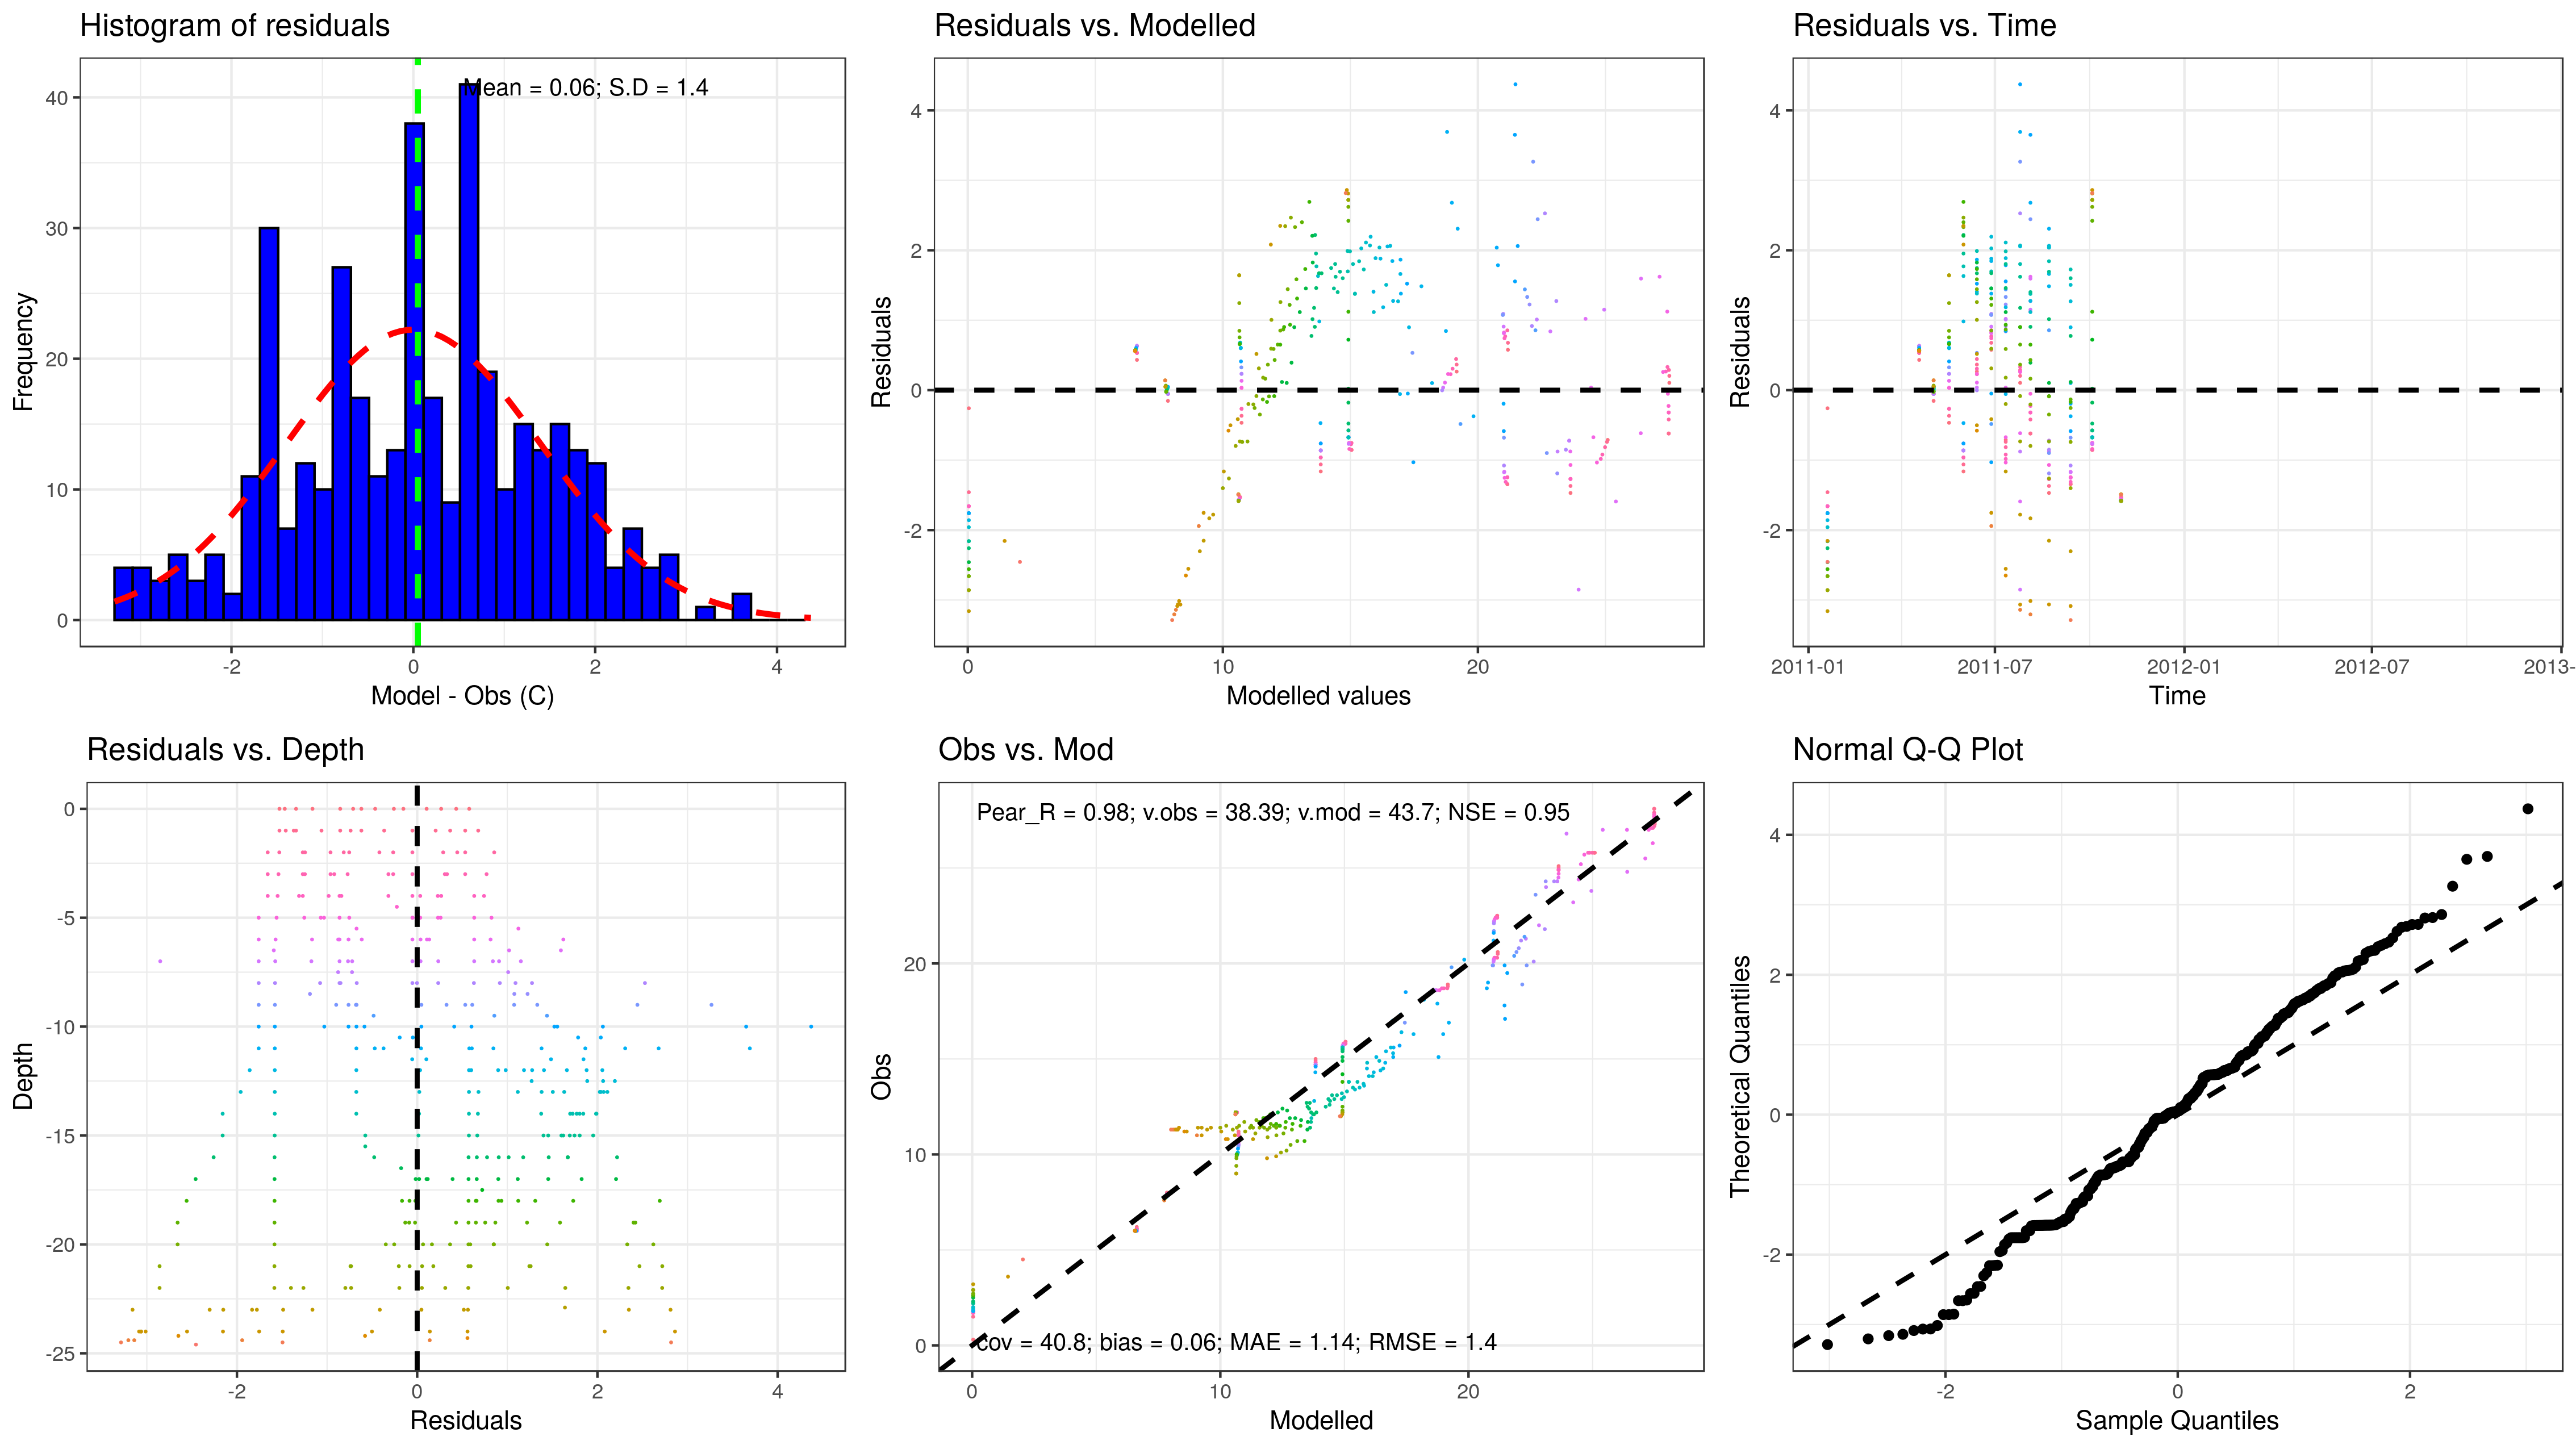 Histogram of residuals
Mean = 0.06; S.D = 1.4
Frequency
40
30
20
10
0
-2
0
2
4
Model - Obs (C)
Residuals vs. Modelled
Residuals
4
2
0
-2
0
10
20
Modelled values
Residuals vs. Time
Residuals
4
2
0
-2
2011-01
2011-07
2012-01
2012-07
2013-
Time
Residuals vs. Depth
Depth
0
-5
-10
-15
-20
-25
-2
0
2
4
Residuals
Obs vs. Mod
Pear_R = 0.98; v.obs = 38.39; v.mod = 43.7; NSE = 0.95
Obs
20
10
0
cov = 40.8; bias = 0.06; MAE = 1.14; RMSE = 1.4
0
10
20
Modelled
Normal Q-Q Plot
Theoretical Quantiles
4
2
0
-2
-2
0
2
Sample Quantiles